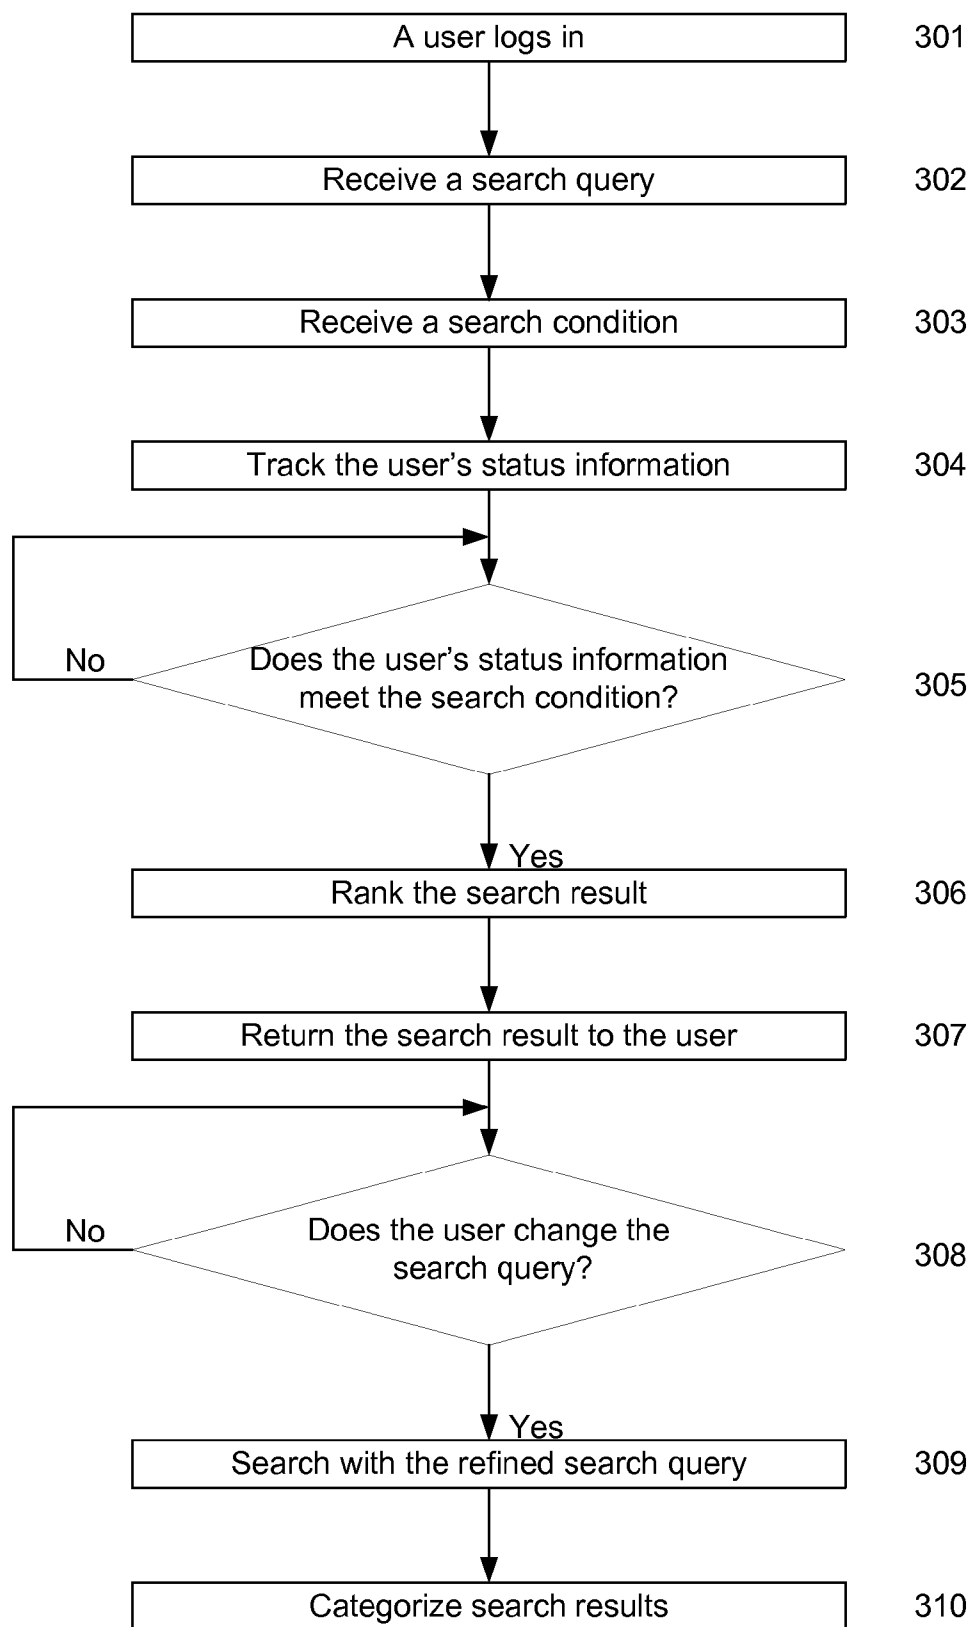 A user logs in 301
Receive a search query 302
Receive a search condition 303
Track the user's status information 304
No
Does the user's status information
meet the search condition?
305
Yes
Rank the search result 306
Return the search result to the user 307
No
Does the user change the
search query?
308
Yes
Search with the refined search query 309
Categorize search results 310